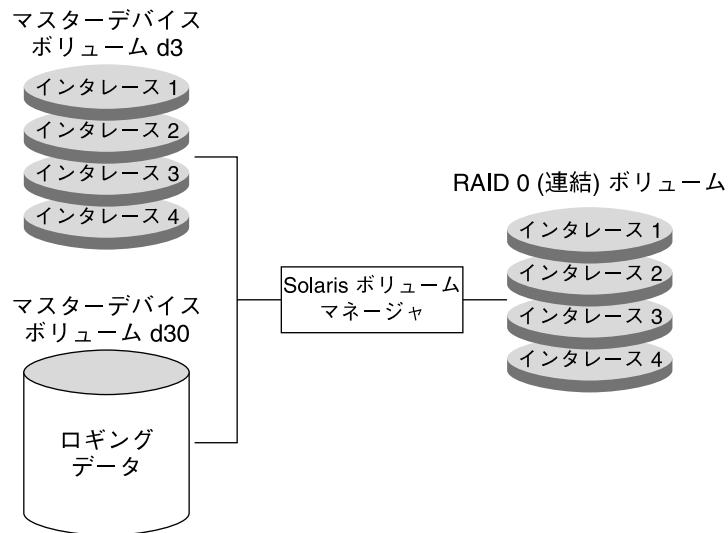 マスターデバイス
ボリューム d3
インタレース 1
インタレース 2
インタレース 3
インタレース 4
マスターデバイス
ボリューム d30
ロギング
データ
Solaris ボリューム
マネージャ
RAID 0 (連結) ボリューム
インタレース 1
インタレース 2
インタレース 3
インタレース 4